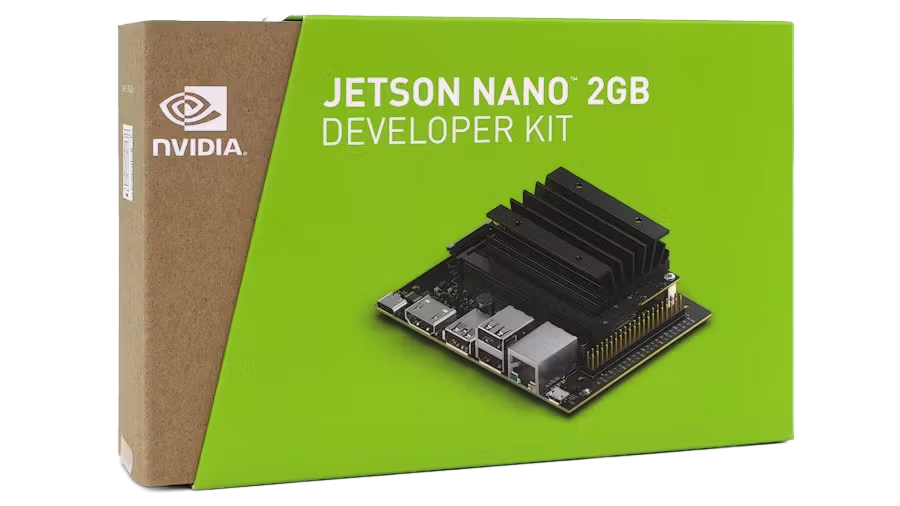 NVIDIA.
JETSON NANO™ 2GB
DEVELOPER KIT